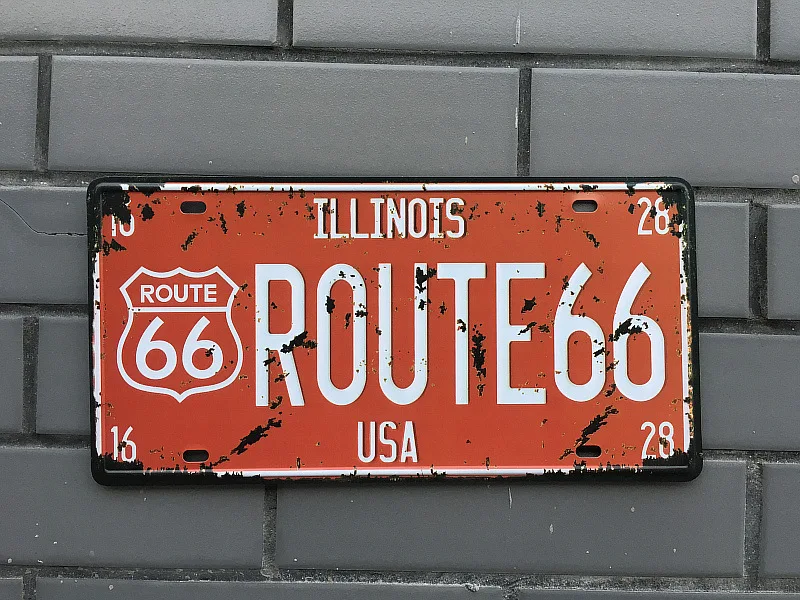 16 ILLINOIS 28
ROUTE
66
ROUTE66
16 USA 28